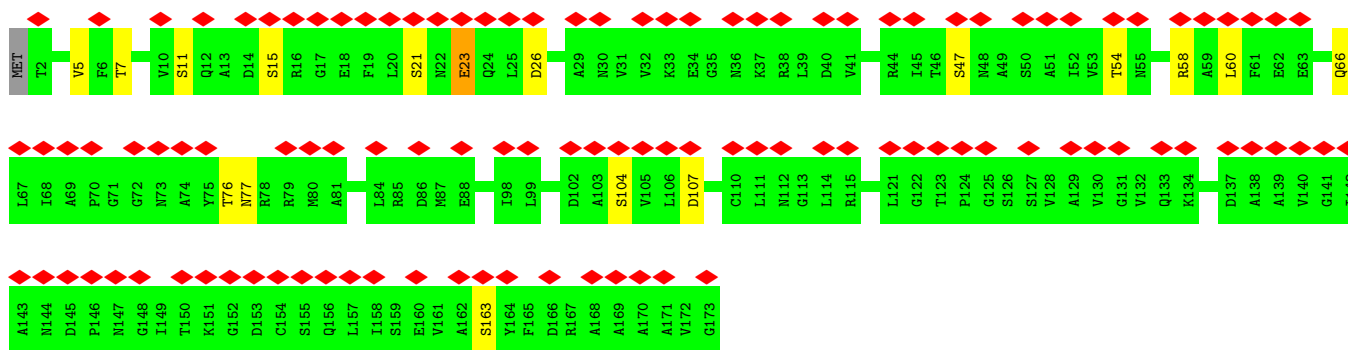 MET T2 V5 F6 T7 V10 S11 Q12 A13 D14 S15 R16 G17 E18 F19 L20 S21 N22 E23 Q24 L25 D26 A29 N30 V31 V32 K33 E34 G35 N36 K37 R38 L39 D40 V41 R44 I45 T46 S47 N48 A49 S50 A51 I52 V53 T54 N55 R58 A59 L60 F61 E62 E63 Q66
L67 I68 A69 P70 G71 G72 N73 A74 Y75 T76 N77 R78 R79 M80 A81 L84 R85 D86 M87 E88 I98 L99 D102 A103 S104 V105 L106 D107 C110 L111 N112 G113 L114 R115 L121 G122 T123 P124 G125 S126 S127 V128 A129 V130 G131 V132 Q133 K134 D137 A138 A139 V140 G141
A143 N144 D145 P146 N147 G148 I149 T150 K151 G152 D153 C154 S155 Q156 L157 I158 S159 E160 V161 A162 S163 Y164 F165 D166 R167 A168 A169 A170 A171 V172 G173